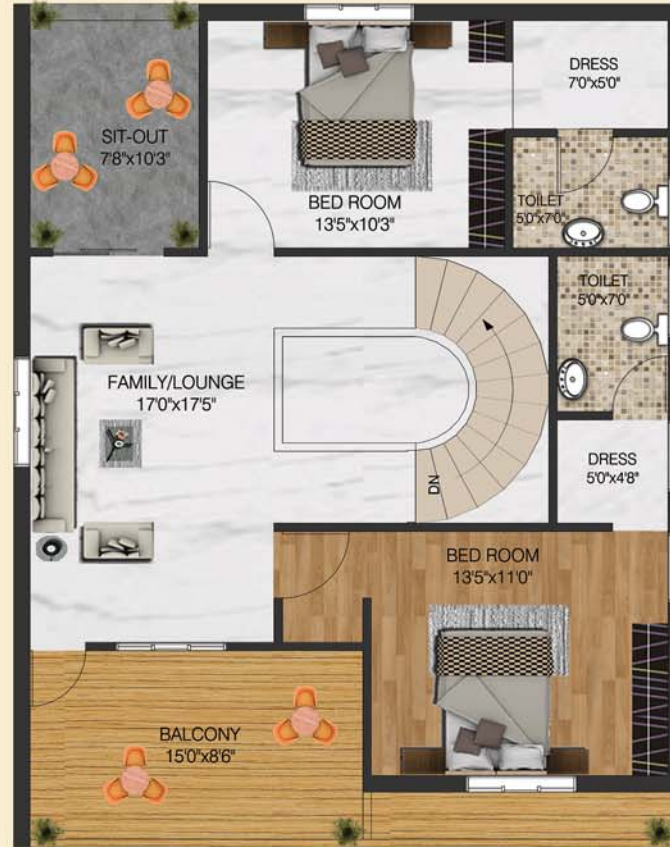 DRESS
7'0"x5'0"
SIT-OUT
7'8"x10'3"
BED ROOM
13'5"x10'3"
TOILET
5'0"x7'0"
TOILET
5'0"x7'0"
FAMILY/LOUNGE
17'0"x17'5"
DRESS
5'0"x4'8"
DN
BED ROOM
13'5"x11'0"
BALCONY
15'0"x8'6"